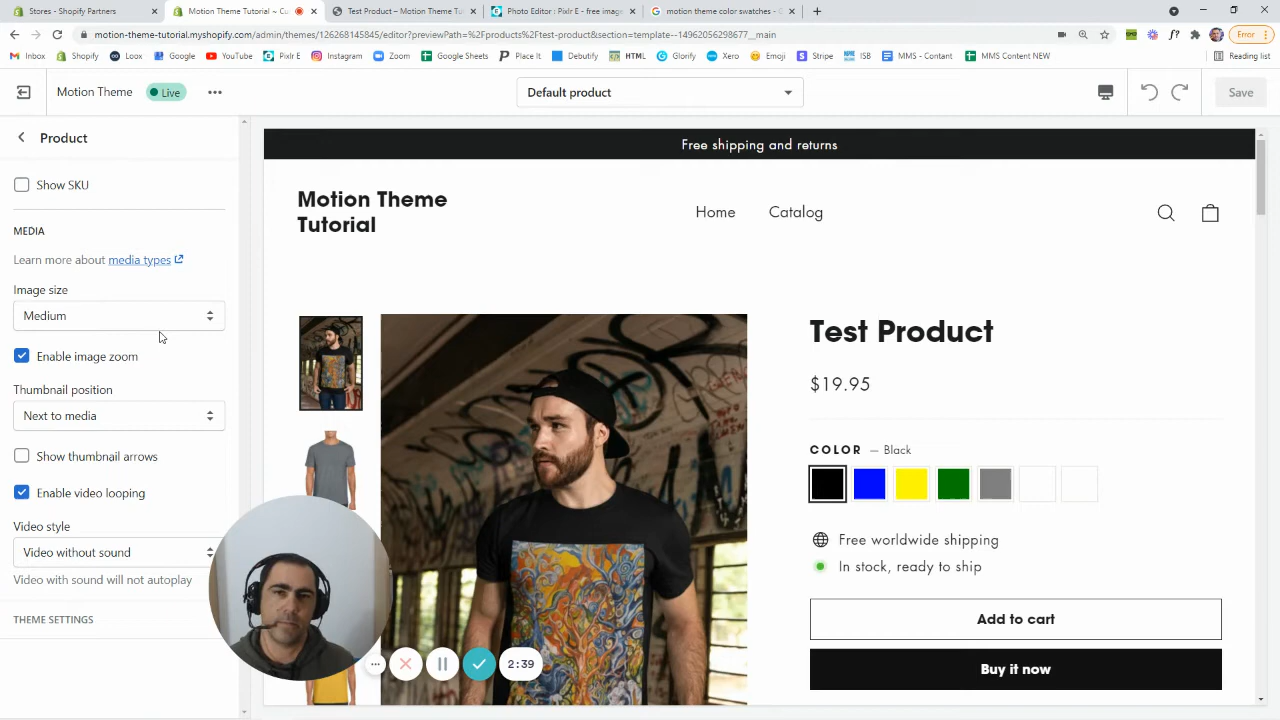 Stores - Shopify Partners
Motion Theme Tutorial ~ Cu
Test Product – Motion Theme Tu
Photo Editor : Pixlr E - free imag
motion theme color swatches - G
motion-theme-tutorial.myshopify.com/admin/themes/126268145845/editor?previewPath=%2Fproducts%2Ftest-product&section=template--14962056298677__main
Error
Apps
Shopify
Loox
Google
YouTube
Pixlr E
Instagram
Zoom
Google Sheets
Place It
Debutify
HTML
Glorify
Xero
Emoji
Stripe
ISB
MMS - Content
MMS Content NEW
Reading list
Motion Theme
Live
Default product
Save
Product
Show SKU
MEDIA
Learn more about media types
Image size
Medium
Enable image zoom
Thumbnail position
Next to media
Show thumbnail arrows
Enable video looping
Video style
Video without sound
Video with sound will not autoplay
THEME SETTINGS
Free shipping and returns
Motion Theme
Tutorial
Home
Catalog
Test Product
$19.95
COLOR — Black
Free worldwide shipping
In stock, ready to ship
Add to cart
Buy it now
2:39